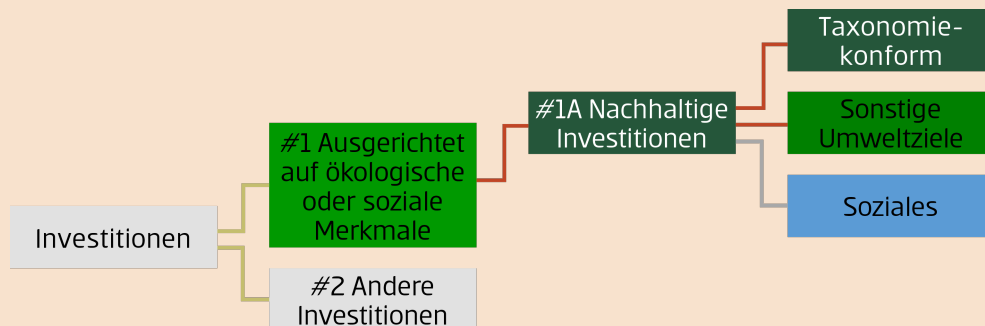 Investitionen
#1 Ausgerichtet
auf ökologische
oder soziale
Merkmale
#2 Andere
Investitionen
#1A Nachhaltige
Investitionen
Taxonomie-
konform
Sonstige
Umweltziele
Soziales